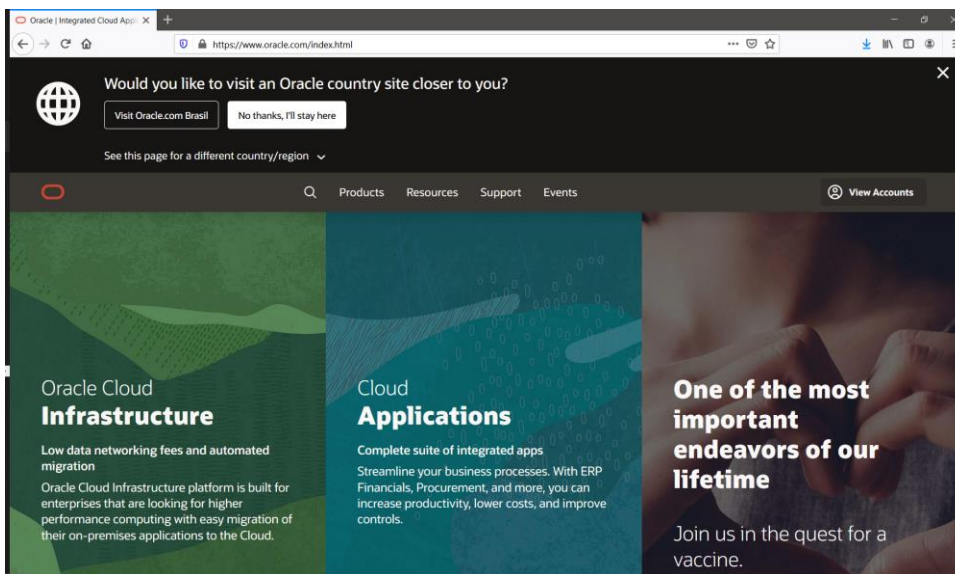 Oracle | Integrated Cloud Appl
https://www.oracle.com/index.html
Would you like to visit an Oracle country site closer to you?
Visit Oracle.com Brasil
No thanks, I'll stay here
See this page for a different country/region
Products Resources Support Events
View Accounts
Oracle Cloud
Infrastructure
Low data networking fees and automated
migration
Oracle Cloud Infrastructure platform is built for
enterprises that are looking for higher
performance computing with easy migration of
their on-premises applications to the Cloud.
Cloud
Applications
Complete suite of integrated apps
Streamline your business processes. With ERP
Financials, Procurement, and more, you can
increase productivity, lower costs, and improve
controls.
One of the most
important
endeavors of our
lifetime
Join us in the quest for a
vaccine.